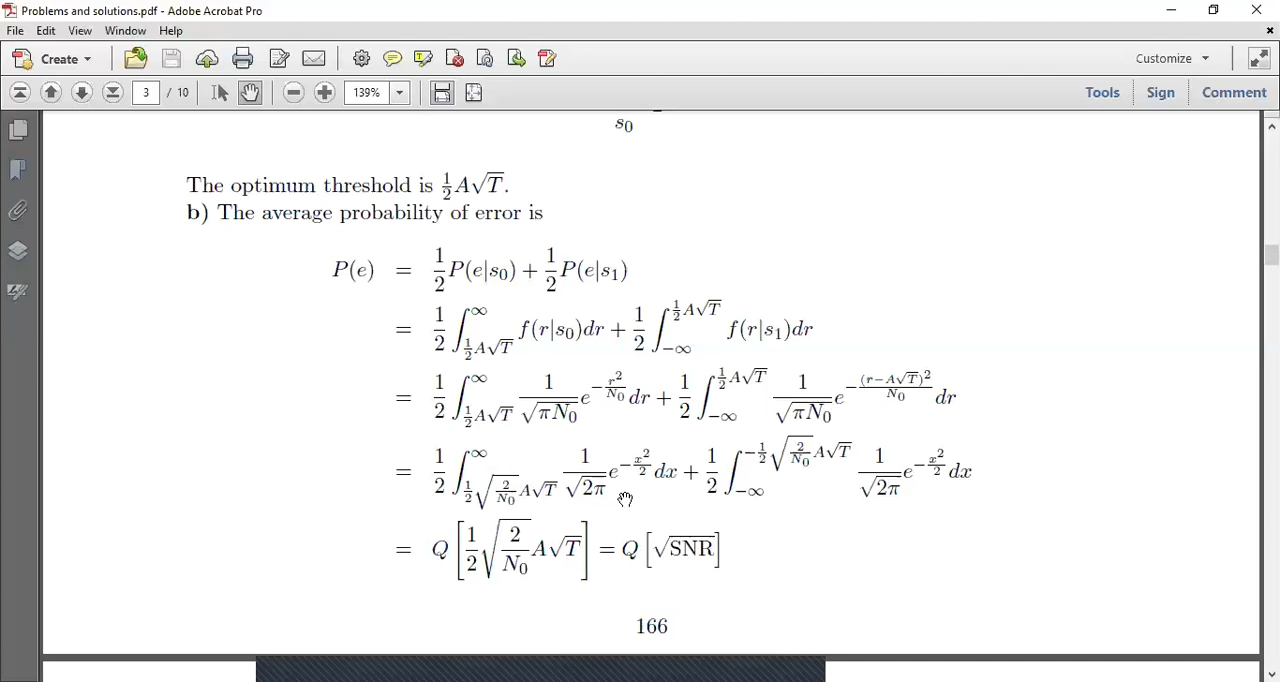 Problems and solutions.pdf - Adobe Acrobat Pro
File Edit View Window Help
Create Customize
3 / 10 139% Tools Sign Comment
s₀
The optimum threshold is ½A√T.
b) The average probability of error is
P(e) = 1/2 P(e|s₀) + 1/2 P(e|s₁)
= 1/2 ∫_{½A√T}^{∞} f(r|s₀)dr + 1/2 ∫_{−∞}^{½A√T} f(r|s₁)dr
= 1/2 ∫_{½A√T}^{∞} 1/√(πN₀) e^{−r²/N₀} dr + 1/2 ∫_{−∞}^{½A√T} 1/√(πN₀) e^{−(r−A√T)²/N₀} dr
= 1/2 ∫_{½√(2/N₀)A√T}^{∞} 1/√(2π) e^{−x²/2} dx + 1/2 ∫_{−∞}^{−½√(2/N₀)A√T} 1/√(2π) e^{−x²/2} dx
= Q[1/2 √(2/N₀) A√T] = Q[√SNR]
166